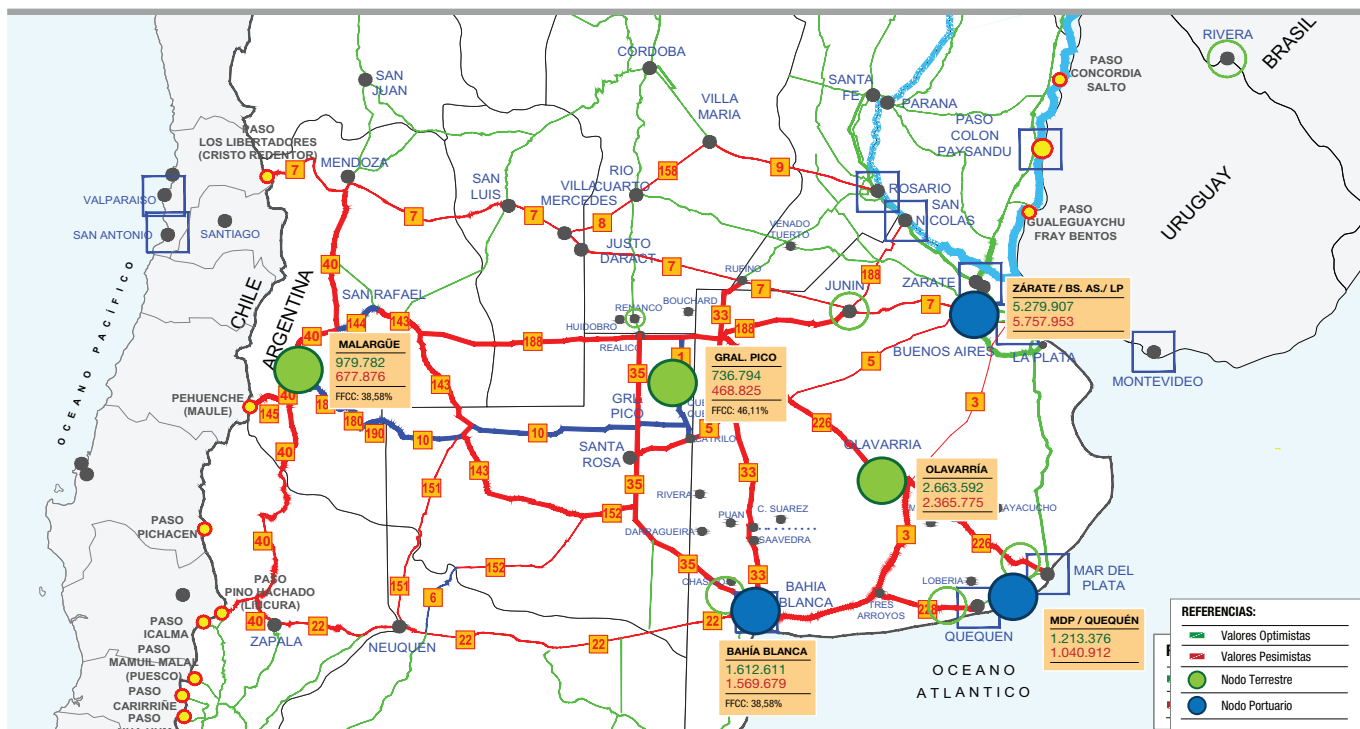 RIVERA
BRASIL
CORDOBA
SAN
JUAN
PASO
CONCORDIA
SALTO
SANTA
FE
PARANA
VILLA
MARIA
PASO
COLON
PAYSANDU
PASO
LOS LIBERTADORES
(CRISTO REDENTOR)
MENDOZA
7
158
9
RIO
CUARTO
SAN
LUIS
VILLA
MERCEDES
ROSARIO
SAN
NICOLAS
URUGUAY
VALPARAISO
SAN ANTONIO
SANTIAGO
PASO
GUALEGUAYCHU
FRAY BENTOS
7
7
8
VENADO
TUERTO
JUSTO
DARACT
OCEANO PACÍFICO
CHILE
ARGENTINA
40
7
RUFINO
188
ZARATE
7
JUNIN
7
SAN RAFAEL
BOUCHARD
RENANCO
HUIDOBRO
REALICO
144
143
33
188
40
188
1
BUENOS AIRES
LA PLATA
MONTEVIDEO
ZÁRATE / BS. AS./ LP
5.279.907
5.757.953
MALARGÜE
979.782
677.876
FFCC: 38,58%
GRAL. PICO
736.794
468.825
FFCC: 46,11%
5
35
143
3
PEHUENCHE
(MAULE)
145
40
18
180
190
10
10
GRL
PICO
5
CATRILO
226
OLAVARRIA
SANTA
ROSA
40
143
33
OLAVARRÍA
2.663.592
2.365.775
151
35
RIVERA
PUAN
C. SUAREZ
DARRAGUEIRA
SAAVEDRA
152
AYACUCHO
PASO
PICHACEN
40
3
226
152
35
33
151
6
CHASICO
BAHIA
BLANCA
LOBERIA
MAR DEL
PLATA
PASO
PINO HACHADO
(LIUCURA)
TRES
ARROYOS
228
QUEQUEN
PASO
ICALMA
40
ZAPALA
22
NEUQUEN
22
22
22
MDP / QUEQUÉN
1.213.376
1.040.912
BAHÍA BLANCA
1.612.611
1.569.679
FFCC: 38,58%
PASO
MAMUIL MALAL
(PUESCO)
PASO
CARIRRIÑE
PASO
OCEANO
ATLANTICO
REFERENCIAS:
Valores Optimistas
Valores Pesimistas
Nodo Terrestre
Nodo Portuario